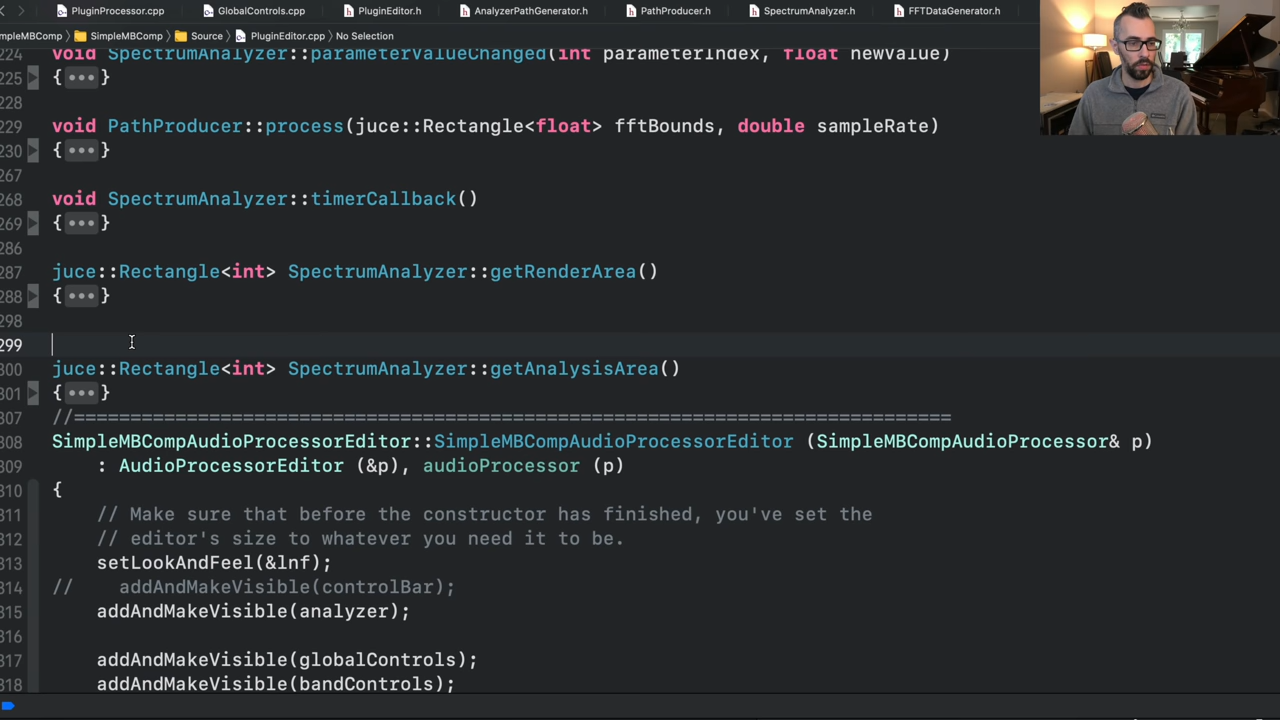 PluginProcessor.cpp GlobalControls.cpp PluginEditor.h AnalyzerPathGenerator.h PathProducer.h SpectrumAnalyzer.h FFTDataGenerator.h
SimpleMBComp Source PluginEditor.cpp No Selection
224 void SpectrumAnalyzer::parameterValueChanged(int parameterIndex, float newValue)
225 {•••}
228
229 void PathProducer::process(juce::Rectangle<float> fftBounds, double sampleRate)
230 {•••}
267
268 void SpectrumAnalyzer::timerCallback()
269 {•••}
286
287 juce::Rectangle<int> SpectrumAnalyzer::getRenderArea()
288 {•••}
298
299
300 juce::Rectangle<int> SpectrumAnalyzer::getAnalysisArea()
301 {•••}
307 //==============================================================================
308 SimpleMBCompAudioProcessorEditor::SimpleMBCompAudioProcessorEditor (SimpleMBCompAudioProcessor& p)
309 : AudioProcessorEditor (&p), audioProcessor (p)
310 {
311 // Make sure that before the constructor has finished, you've set the
312 // editor's size to whatever you need it to be.
313 setLookAndFeel(&lnf);
314 // addAndMakeVisible(controlBar);
315 addAndMakeVisible(analyzer);
316
317 addAndMakeVisible(globalControls);
318 addAndMakeVisible(bandControls);